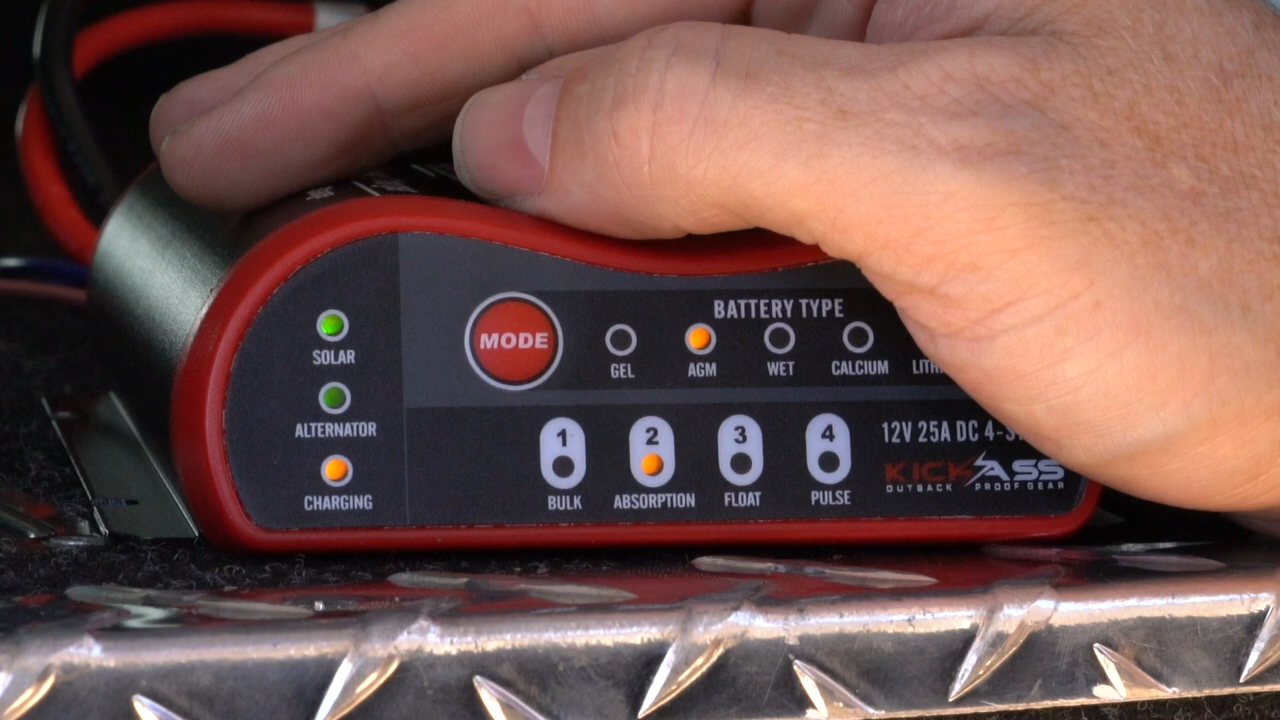 SOLAR
ALTERNATOR
CHARGING
MODE
BATTERY TYPE
GEL AGM WET CALCIUM
1 2 3 4
BULK ABSORPTION FLOAT PULSE
12V 25A DC
KICKASS
OUTBACK PROOF GEAR